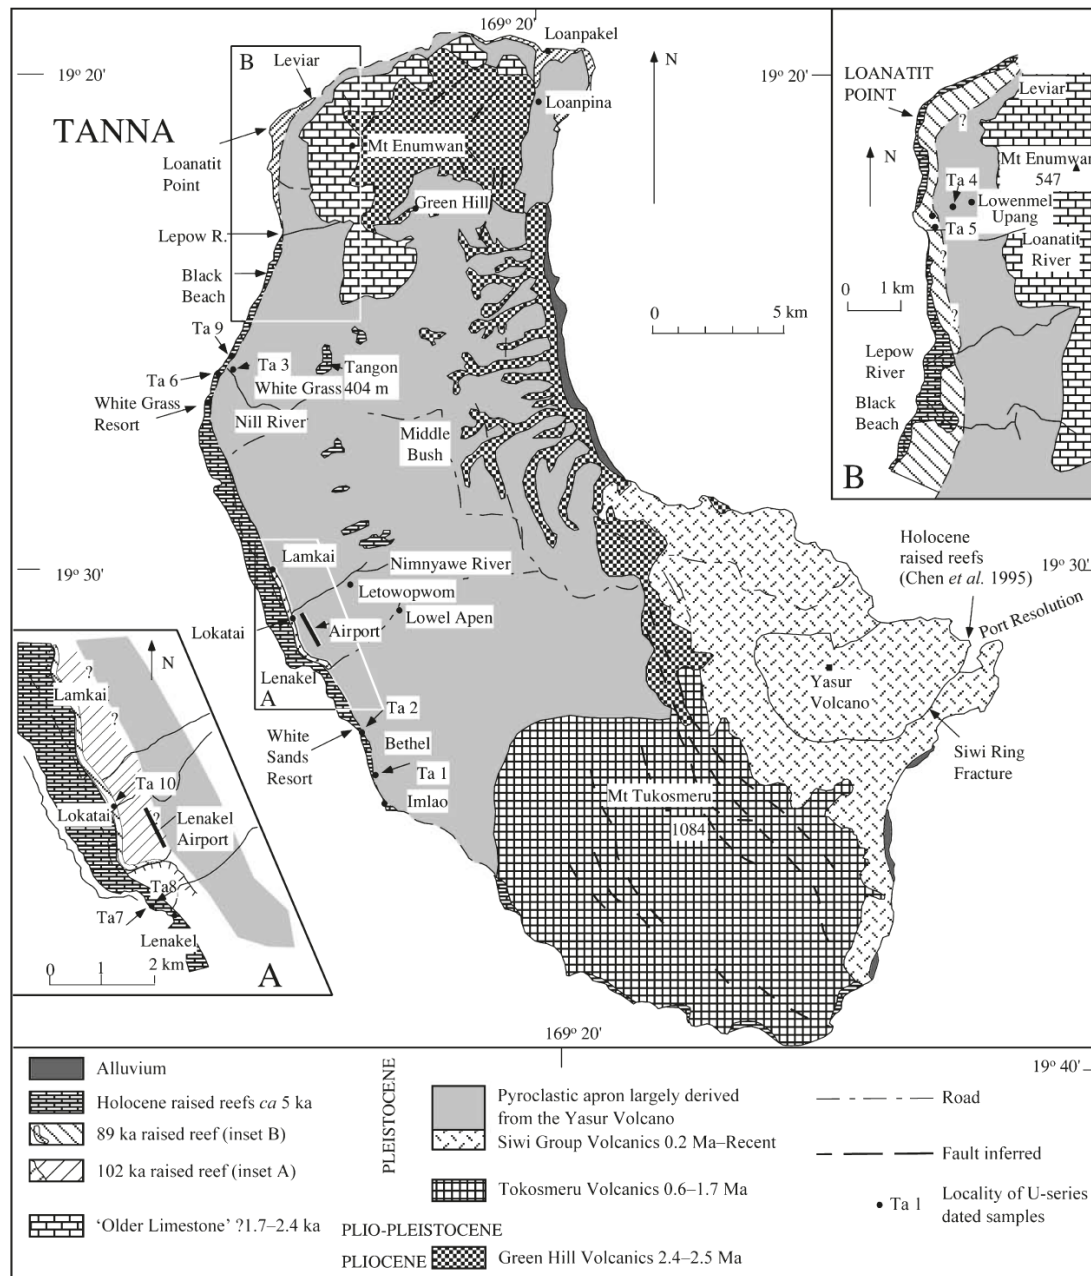 169° 20'
Loanpakel
B
Leviar
N
19° 20'
19° 20'
B
LOANATIT
POINT
Leviar
?
N
Mt Enumwan
547
Ta 4
Lowenmel
Upang
Ta 5
Loanatit
River
0 1 km
?
?
Lepow
River
Black
Beach
B
TANNA
Loanpina
Mt Enumwan
Loanatit
Point
Green Hill
Lepow R.
Black
Beach
0 5 km
Ta 9
Ta 3
Tangon
Ta 6
White Grass 404 m
White Grass
Resort
Nill River
Middle
Bush
Holocene
raised reefs
(Chen et al. 1995)
19° 30'
Port Resolution
19° 30'
Lamkai
Nimnyawe River
Letowopwom
Lowel Apen
Lokatai
Airport
Lenakel
A
Yasur
Volcano
Ta 2
White
Sands
Resort
Bethel
Ta 1
Imlao
Siwi Ring
Fracture
Mt Tukosmeru
1084
N
?
Lamkai
?
Ta 10
Lokatai
?
Lenakel
Airport
Ta8
Ta7
Lenakel
0 1 2 km
A
169° 20'
19° 40'
Alluvium
Holocene raised reefs ca 5 ka
89 ka raised reef (inset B)
102 ka raised reef (inset A)
'Older Limestone' ?1.7–2.4 ka
PLEISTOCENE
Pyroclastic apron largely derived
from the Yasur Volcano
Siwi Group Volcanics 0.2 Ma–Recent
Tokosmeru Volcanics 0.6–1.7 Ma
PLIO-PLEISTOCENE
PLIOCENE
Green Hill Volcanics 2.4–2.5 Ma
Road
Fault inferred
Ta 1
Locality of U-series
dated samples